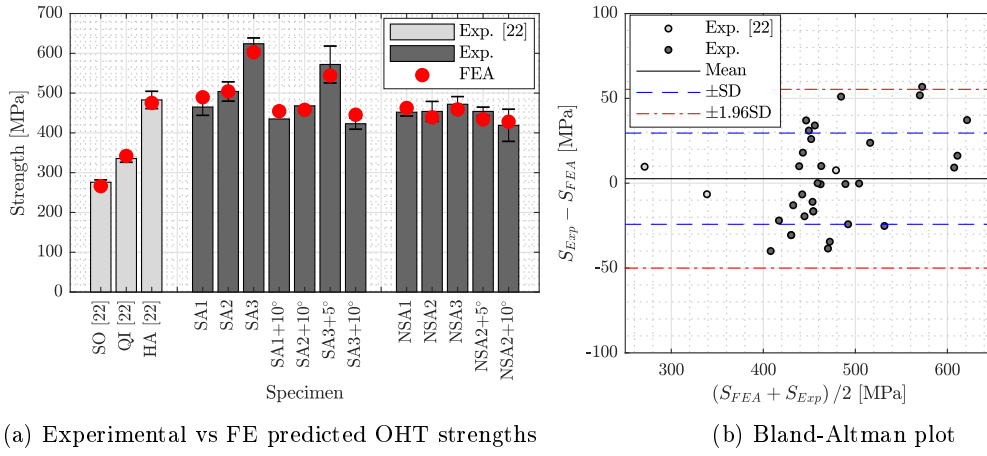 700
600
500
400
300
200
100
0
Strength [MPa]
Exp. [22]
Exp.
FEA
SO [22]
QI [22]
HA [22]
SA1
SA2
SA3
SA1+10°
SA2+10°
SA3+5°
SA3+10°
NSA1
NSA2
NSA3
NSA2+5°
NSA2+10°
Specimen
(a) Experimental vs FE predicted OHT strengths
100
50
0
-50
-100
S_Exp − S_FEA [MPa]
Exp. [22]
Exp.
Mean
±SD
±1.96SD
300
400
500
600
(S_FEA + S_Exp)/2 [MPa]
(b) Bland-Altman plot